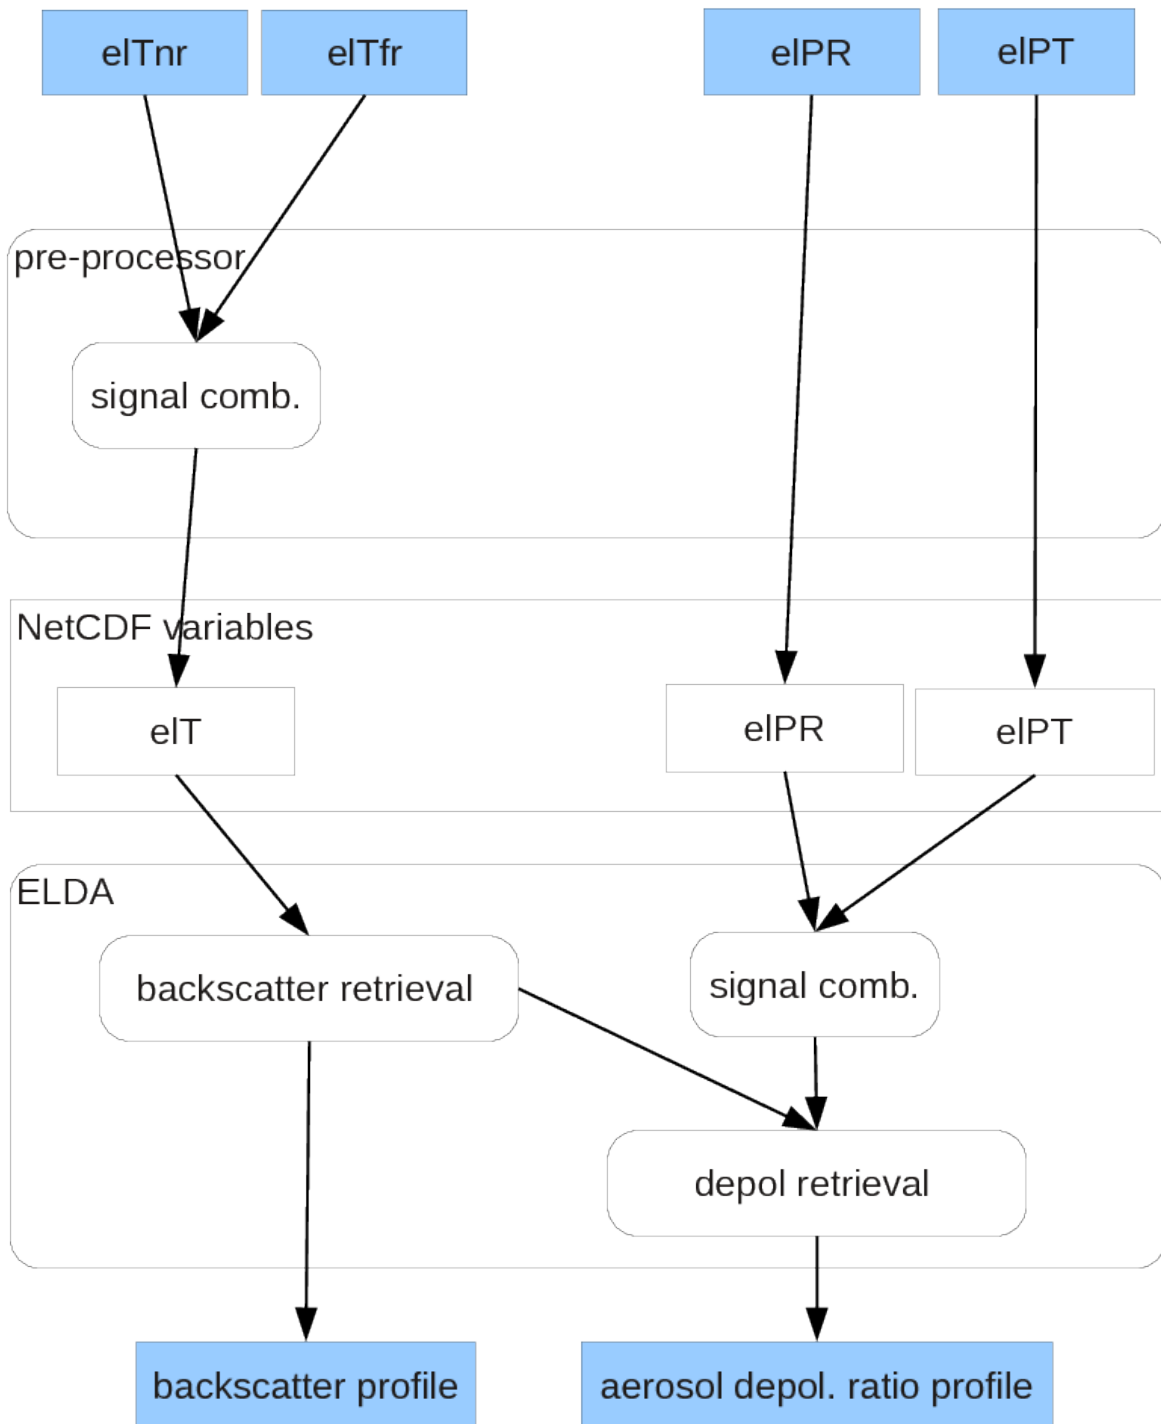 elTnr
elTfr
elPR
elPT
pre-processor
signal comb.
NetCDF variables
elT
elPR
elPT
ELDA
backscatter retrieval
signal comb.
depol retrieval
backscatter profile
aerosol depol. ratio profile